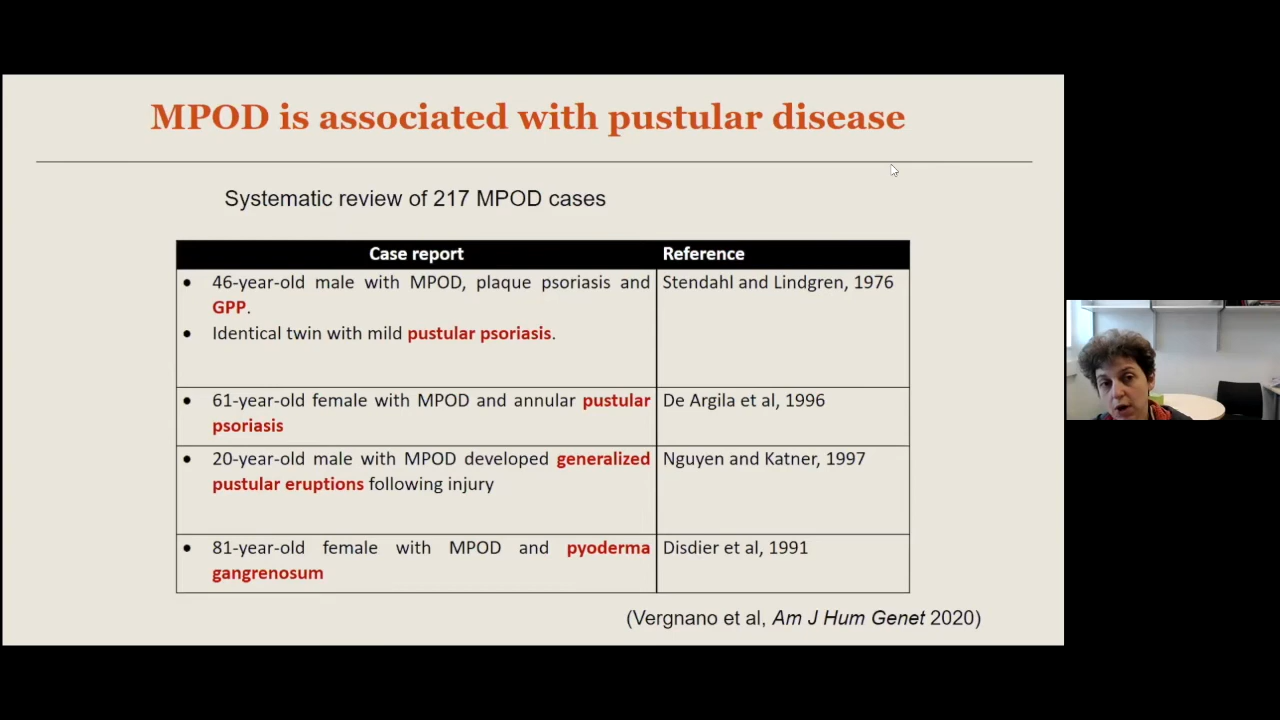 MPOD is associated with pustular disease
Systematic review of 217 MPOD cases
Case report
Reference
• 46-year-old male with MPOD, plaque psoriasis and
GPP.
• Identical twin with mild pustular psoriasis.
Stendahl and Lindgren, 1976
• 61-year-old female with MPOD and annular pustular
psoriasis
De Argila et al, 1996
• 20-year-old male with MPOD developed generalized
pustular eruptions following injury
Nguyen and Katner, 1997
• 81-year-old female with MPOD and pyoderma
gangrenosum
Disdier et al, 1991
(Vergnano et al, Am J Hum Genet 2020)